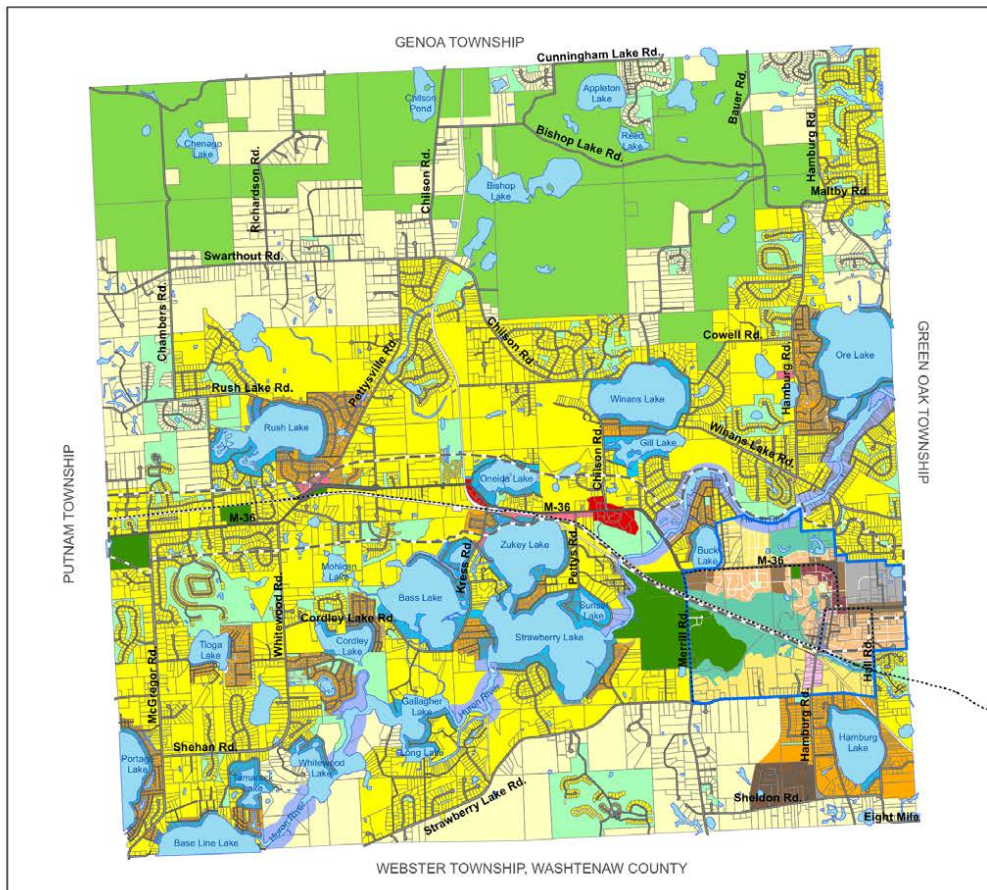 GENOA TOWNSHIP
Cunningham Lake Rd.
Chilson
Pond
Appleton
Lake
Bauer Rd.
Chenago
Lake
Reed
Lake
Bishop Lake Rd.
Hamburg Rd.
Richardson Rd.
Chilson Rd.
Bishop
Lake
Maltby Rd.
Swarthout Rd.
Chambers Rd.
Chilson Rd.
Cowell Rd.
Ore Lake
GREEN OAK TOWNSHIP
Pettysville Rd.
Rush Lake Rd.
Hamburg Rd.
Winans Lake
Rush Lake
Winans Lake Rd.
Gill Lake
Chilson Rd.
PUTNAM TOWNSHIP
Oneida Lake
M-36
M-36
Zukey Lake
Pettys Rd.
Buck
Lake
M-36
Kress Rd.
Mohican
Lake
Bass Lake
Whitewood Rd.
Cordley Lake Rd.
Sunset
Lake
Strawberry Lake
Merrill Rd.
Hall Rd.
Tioga
Lake
Cordley
Lake
McGregor Rd.
Gallagher
Lake
Huron River
Hamburg Rd.
Shehan Rd.
Long Lake
Hamburg
Lake
Portage
Lake
Whitewood
Lake
Tamarack
Lake
Strawberry Lake Rd.
Sheldon Rd.
Huron River
Base Line Lake
Eight Mile
WEBSTER TOWNSHIP, WASHTENAW COUNTY